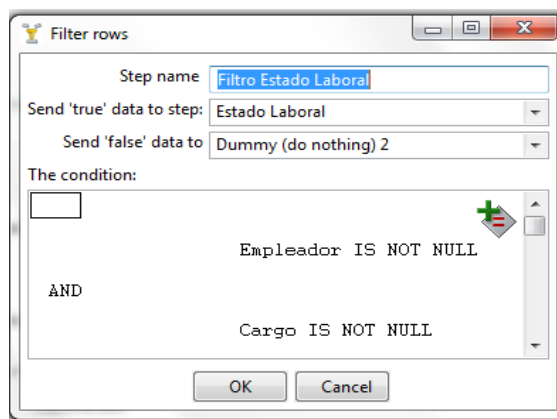 Filter rows
Step name Filtro Estado Laboral
Send 'true' data to step: Estado Laboral
Send 'false' data to Dummy (do nothing) 2
The condition:
Empleador IS NOT NULL
AND
Cargo IS NOT NULL
OK Cancel